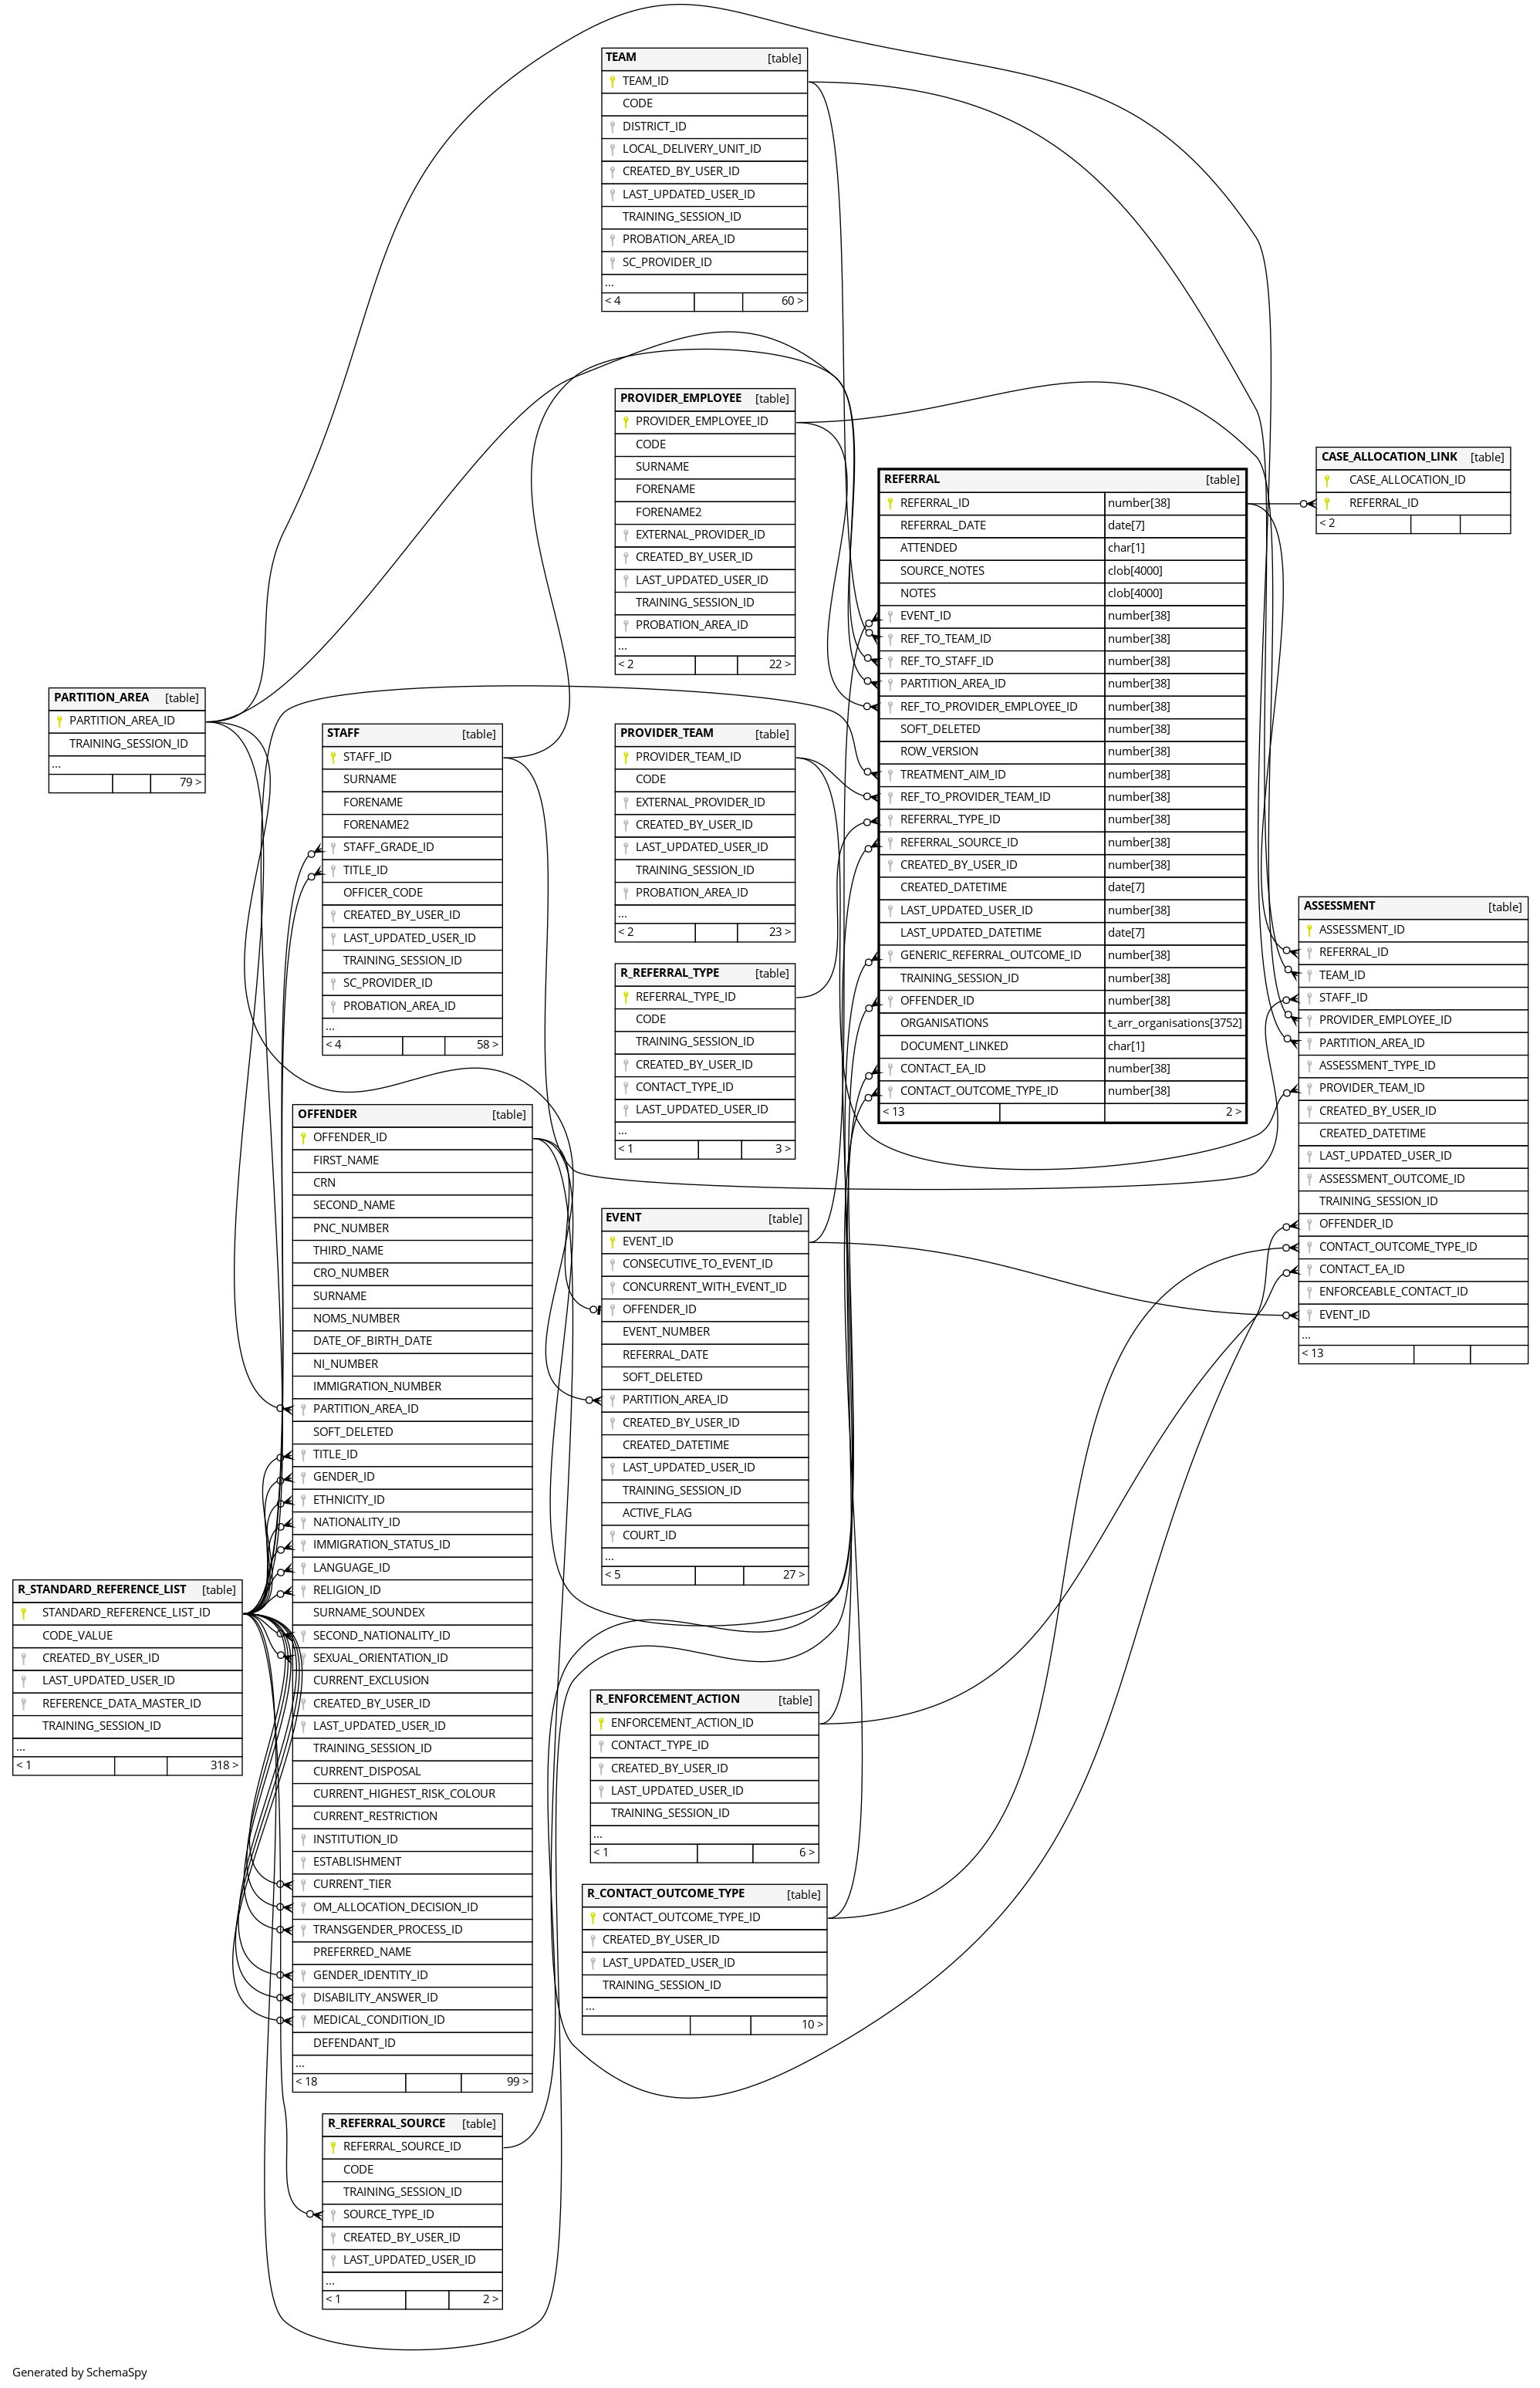 TEAM [table]
TEAM_ID
CODE
DISTRICT_ID
LOCAL_DELIVERY_UNIT_ID
CREATED_BY_USER_ID
LAST_UPDATED_USER_ID
TRAINING_SESSION_ID
PROBATION_AREA_ID
SC_PROVIDER_ID
...
< 4 60 >
PROVIDER_EMPLOYEE [table]
PROVIDER_EMPLOYEE_ID
CODE
SURNAME
FORENAME
FORENAME2
EXTERNAL_PROVIDER_ID
CREATED_BY_USER_ID
LAST_UPDATED_USER_ID
TRAINING_SESSION_ID
PROBATION_AREA_ID
...
< 2 22 >
REFERRAL [table]
REFERRAL_ID number[38]
REFERRAL_DATE date[7]
ATTENDED char[1]
SOURCE_NOTES clob[4000]
NOTES clob[4000]
EVENT_ID number[38]
REF_TO_TEAM_ID number[38]
REF_TO_STAFF_ID number[38]
PARTITION_AREA_ID number[38]
REF_TO_PROVIDER_EMPLOYEE_ID number[38]
SOFT_DELETED number[38]
ROW_VERSION number[38]
TREATMENT_AIM_ID number[38]
REF_TO_PROVIDER_TEAM_ID number[38]
REFERRAL_TYPE_ID number[38]
REFERRAL_SOURCE_ID number[38]
CREATED_BY_USER_ID number[38]
CREATED_DATETIME date[7]
LAST_UPDATED_USER_ID number[38]
LAST_UPDATED_DATETIME date[7]
GENERIC_REFERRAL_OUTCOME_ID number[38]
TRAINING_SESSION_ID number[38]
OFFENDER_ID number[38]
ORGANISATIONS t_arr_organisations[3752]
DOCUMENT_LINKED char[1]
CONTACT_EA_ID number[38]
CONTACT_OUTCOME_TYPE_ID number[38]
< 13 2 >
CASE_ALLOCATION_LINK [table]
CASE_ALLOCATION_ID
REFERRAL_ID
< 2
PARTITION_AREA [table]
PARTITION_AREA_ID
TRAINING_SESSION_ID
...
79 >
STAFF [table]
STAFF_ID
SURNAME
FORENAME
FORENAME2
STAFF_GRADE_ID
TITLE_ID
OFFICER_CODE
CREATED_BY_USER_ID
LAST_UPDATED_USER_ID
TRAINING_SESSION_ID
SC_PROVIDER_ID
PROBATION_AREA_ID
...
< 4 58 >
PROVIDER_TEAM [table]
PROVIDER_TEAM_ID
CODE
EXTERNAL_PROVIDER_ID
CREATED_BY_USER_ID
LAST_UPDATED_USER_ID
TRAINING_SESSION_ID
PROBATION_AREA_ID
...
< 2 23 >
R_REFERRAL_TYPE [table]
REFERRAL_TYPE_ID
CODE
TRAINING_SESSION_ID
CREATED_BY_USER_ID
CONTACT_TYPE_ID
LAST_UPDATED_USER_ID
...
< 1 3 >
ASSESSMENT [table]
ASSESSMENT_ID
REFERRAL_ID
TEAM_ID
STAFF_ID
PROVIDER_EMPLOYEE_ID
PARTITION_AREA_ID
ASSESSMENT_TYPE_ID
PROVIDER_TEAM_ID
CREATED_BY_USER_ID
CREATED_DATETIME
LAST_UPDATED_USER_ID
ASSESSMENT_OUTCOME_ID
TRAINING_SESSION_ID
OFFENDER_ID
CONTACT_OUTCOME_TYPE_ID
CONTACT_EA_ID
ENFORCEABLE_CONTACT_ID
EVENT_ID
...
< 13
OFFENDER [table]
OFFENDER_ID
FIRST_NAME
CRN
SECOND_NAME
PNC_NUMBER
THIRD_NAME
CRO_NUMBER
SURNAME
NOMS_NUMBER
DATE_OF_BIRTH_DATE
NI_NUMBER
IMMIGRATION_NUMBER
PARTITION_AREA_ID
SOFT_DELETED
TITLE_ID
GENDER_ID
ETHNICITY_ID
NATIONALITY_ID
IMMIGRATION_STATUS_ID
LANGUAGE_ID
RELIGION_ID
SURNAME_SOUNDEX
SECOND_NATIONALITY_ID
SEXUAL_ORIENTATION_ID
CURRENT_EXCLUSION
CREATED_BY_USER_ID
LAST_UPDATED_USER_ID
TRAINING_SESSION_ID
CURRENT_DISPOSAL
CURRENT_HIGHEST_RISK_COLOUR
CURRENT_RESTRICTION
INSTITUTION_ID
ESTABLISHMENT
CURRENT_TIER
OM_ALLOCATION_DECISION_ID
TRANSGENDER_PROCESS_ID
PREFERRED_NAME
GENDER_IDENTITY_ID
DISABILITY_ANSWER_ID
MEDICAL_CONDITION_ID
DEFENDANT_ID
...
< 18 99 >
EVENT [table]
EVENT_ID
CONSECUTIVE_TO_EVENT_ID
CONCURRENT_WITH_EVENT_ID
OFFENDER_ID
EVENT_NUMBER
REFERRAL_DATE
SOFT_DELETED
PARTITION_AREA_ID
CREATED_BY_USER_ID
CREATED_DATETIME
LAST_UPDATED_USER_ID
TRAINING_SESSION_ID
ACTIVE_FLAG
COURT_ID
...
< 5 27 >
R_STANDARD_REFERENCE_LIST [table]
STANDARD_REFERENCE_LIST_ID
CODE_VALUE
CREATED_BY_USER_ID
LAST_UPDATED_USER_ID
REFERENCE_DATA_MASTER_ID
TRAINING_SESSION_ID
...
< 1 318 >
R_ENFORCEMENT_ACTION [table]
ENFORCEMENT_ACTION_ID
CONTACT_TYPE_ID
CREATED_BY_USER_ID
LAST_UPDATED_USER_ID
TRAINING_SESSION_ID
...
< 1 6 >
R_CONTACT_OUTCOME_TYPE [table]
CONTACT_OUTCOME_TYPE_ID
CREATED_BY_USER_ID
LAST_UPDATED_USER_ID
TRAINING_SESSION_ID
...
10 >
R_REFERRAL_SOURCE [table]
REFERRAL_SOURCE_ID
CODE
TRAINING_SESSION_ID
SOURCE_TYPE_ID
CREATED_BY_USER_ID
LAST_UPDATED_USER_ID
...
< 1 2 >
Generated by SchemaSpy